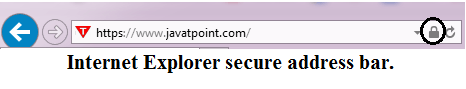 https://www.javatpoint.com/
Internet Explorer secure address bar.